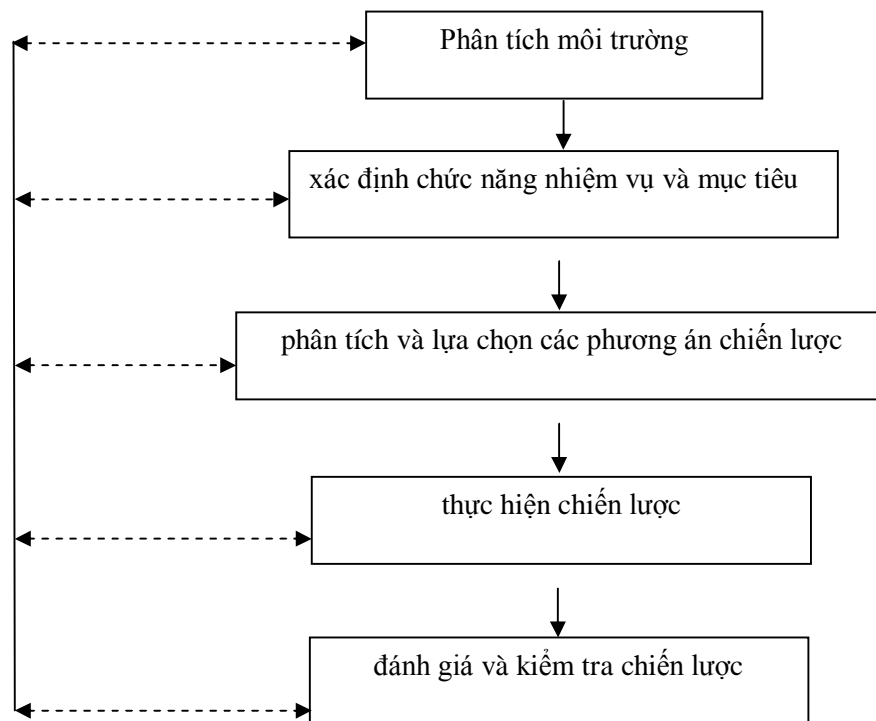 Phân tích môi trường
xác định chức năng nhiệm vụ và mục tiêu
phân tích và lựa chọn các phương án chiến lược
thực hiện chiến lược
đánh giá và kiểm tra chiến lược